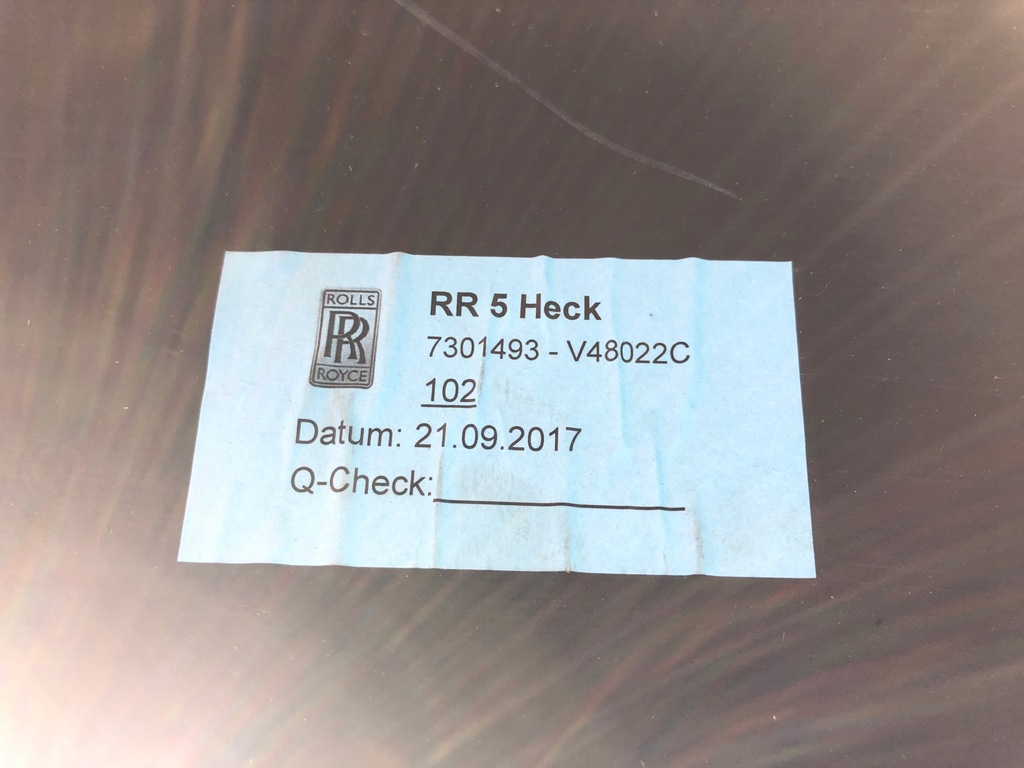 ROLLS
RR
ROYCE
RR 5 Heck
7301493 - V48022C
102
Datum: 21.09.2017
Q-Check: